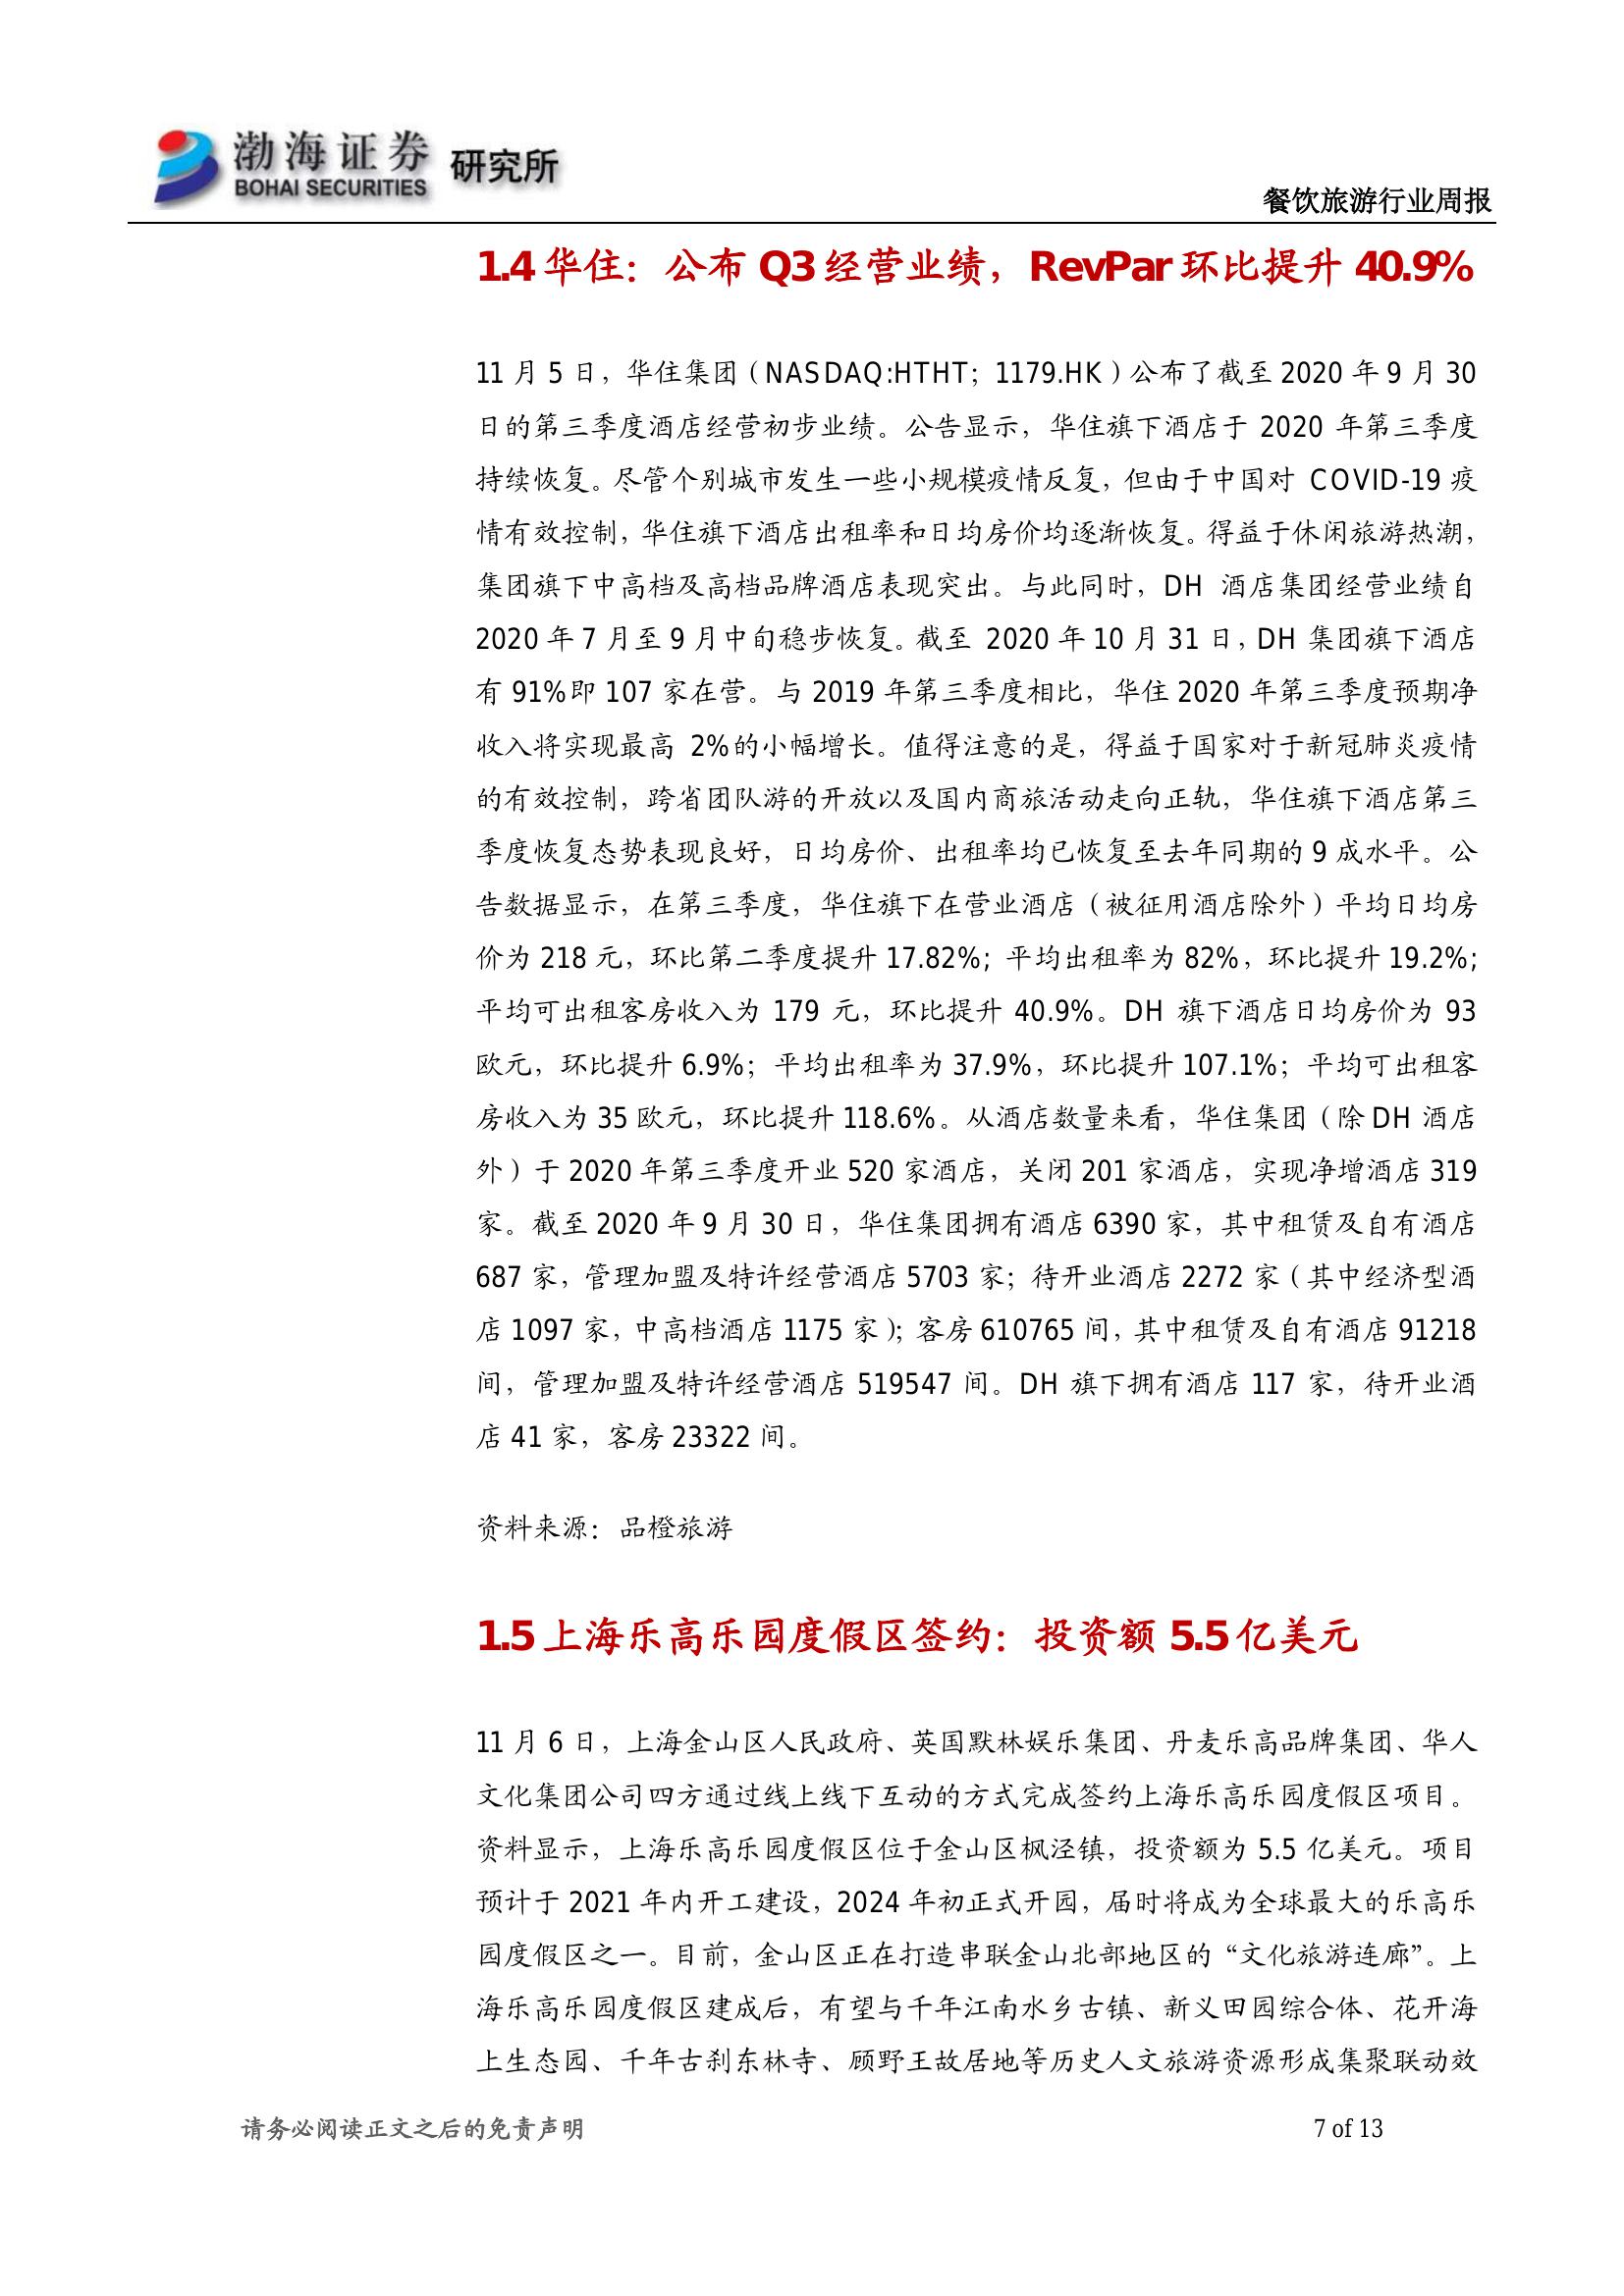 渤海证券 研究所
BOHAI SECURITIES
餐饮旅游行业周报
1.4 华住：公布 Q3 经营业绩，RevPar 环比提升 40.9%
11 月 5 日，华住集团（NASDAQ:HTHT；1179.HK）公布了截至 2020 年 9 月 30
日的第三季度酒店经营初步业绩。公告显示，华住旗下酒店于 2020 年第三季度
持续恢复。尽管个别城市发生一些小规模疫情反复，但由于中国对 COVID-19 疫
情有效控制，华住旗下酒店出租率和日均房价均逐渐恢复。得益于休闲旅游热潮，
集团旗下中高档及高档品牌酒店表现突出。与此同时，DH 酒店集团经营业绩自
2020 年 7 月至 9 月中旬稳步恢复。截至 2020 年 10 月 31 日，DH 集团旗下酒店
有 91%即 107 家在营。与 2019 年第三季度相比，华住 2020 年第三季度预期净
收入将实现最高 2%的小幅增长。值得注意的是，得益于国家对于新冠肺炎疫情
的有效控制，跨省团队游的开放以及国内商旅活动走向正轨，华住旗下酒店第三
季度恢复态势表现良好，日均房价、出租率均已恢复至去年同期的 9 成水平。公
告数据显示，在第三季度，华住旗下在营业酒店（被征用酒店除外）平均日均房
价为 218 元，环比第二季度提升 17.82%；平均出租率为 82%，环比提升 19.2%；
平均可出租客房收入为 179 元，环比提升 40.9%。DH 旗下酒店日均房价为 93
欧元，环比提升 6.9%；平均出租率为 37.9%，环比提升 107.1%；平均可出租客
房收入为 35 欧元，环比提升 118.6%。从酒店数量来看，华住集团（除 DH 酒店
外）于 2020 年第三季度开业 520 家酒店，关闭 201 家酒店，实现净增酒店 319
家。截至 2020 年 9 月 30 日，华住集团拥有酒店 6390 家，其中租赁及自有酒店
687 家，管理加盟及特许经营酒店 5703 家；待开业酒店 2272 家（其中经济型酒
店 1097 家，中高档酒店 1175 家）；客房 610765 间，其中租赁及自有酒店 91218
间，管理加盟及特许经营酒店 519547 间。DH 旗下拥有酒店 117 家，待开业酒
店 41 家，客房 23322 间。
资料来源：品橙旅游
1.5 上海乐高乐园度假区签约：投资额 5.5 亿美元
11 月 6 日，上海金山区人民政府、英国默林娱乐集团、丹麦乐高品牌集团、华人
文化集团公司四方通过线上线下互动的方式完成签约上海乐高乐园度假区项目。
资料显示，上海乐高乐园度假区位于金山区枫泾镇，投资额为 5.5 亿美元。项目
预计于 2021 年内开工建设，2024 年初正式开园，届时将成为全球最大的乐高乐
园度假区之一。目前，金山区正在打造串联金山北部地区的“文化旅游连廊”。上
海乐高乐园度假区建成后，有望与千年江南水乡古镇、新义田园综合体、花开海
上生态园、千年古刹东林寺、顾野王故居地等历史人文旅游资源形成集聚联动效
请务必阅读正文之后的免责声明
7 of 13